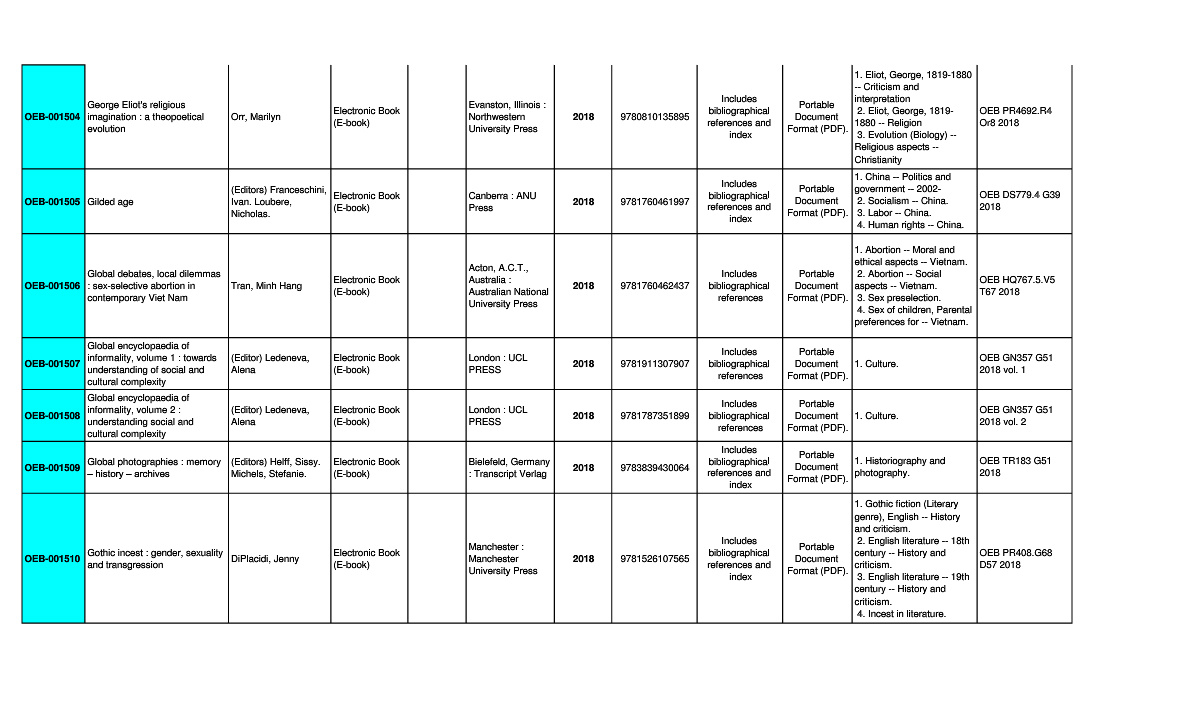 OEB-001504
George Eliot's religious
imagination : a theopoetical
evolution
Orr, Marilyn
Electronic Book
(E-book)
Evanston, Illinois :
Northwestern
University Press
2018
9780810135895
Includes
bibliographical
references and
index
Portable
Document
Format (PDF).
1. Eliot, George, 1819-1880
-- Criticism and
interpretation
2. Eliot, George, 1819-
1880 -- Religion
3. Evolution (Biology) --
Religious aspects --
Christianity
OEB PR4692.R4
Or8 2018
OEB-001505
Gilded age
(Editors) Franceschini,
Ivan. Loubere,
Nicholas.
Electronic Book
(E-book)
Canberra : ANU
Press
2018
9781760461997
Includes
bibliographical
references and
index
Portable
Document
Format (PDF).
1. China -- Politics and
government -- 2002-
2. Socialism -- China.
3. Labor -- China.
4. Human rights -- China.
OEB DS779.4 G39
2018
OEB-001506
Global debates, local dilemmas
: sex-selective abortion in
contemporary Viet Nam
Tran, Minh Hang
Electronic Book
(E-book)
Acton, A.C.T.,
Australia :
Australian National
University Press
2018
9781760462437
Includes
bibliographical
references
Portable
Document
Format (PDF).
1. Abortion -- Moral and
ethical aspects -- Vietnam.
2. Abortion -- Social
aspects -- Vietnam.
3. Sex preselection.
4. Sex of children, Parental
preferences for -- Vietnam.
OEB HQ767.5.V5
T67 2018
OEB-001507
Global encyclopaedia of
informality, volume 1 : towards
understanding of social and
cultural complexity
(Editor) Ledeneva,
Alena
Electronic Book
(E-book)
London : UCL
PRESS
2018
9781911307907
Includes
bibliographical
references
Portable
Document
Format (PDF).
1. Culture.
OEB GN357 G51
2018 vol. 1
OEB-001508
Global encyclopaedia of
informality, volume 2 :
understanding social and
cultural complexity
(Editor) Ledeneva,
Alena
Electronic Book
(E-book)
London : UCL
PRESS
2018
9781787351899
Includes
bibliographical
references
Portable
Document
Format (PDF).
1. Culture.
OEB GN357 G51
2018 vol. 2
OEB-001509
Global photographies : memory
– history – archives
(Editors) Helff, Sissy.
Michels, Stefanie.
Electronic Book
(E-book)
Bielefeld, Germany
: Transcript Verlag
2018
9783839430064
Includes
bibliographical
references and
index
Portable
Document
Format (PDF).
1. Historiography and
photography.
OEB TR183 G51
2018
OEB-001510
Gothic incest : gender, sexuality
and transgression
DiPlacidi, Jenny
Electronic Book
(E-book)
Manchester :
Manchester
University Press
2018
9781526107565
Includes
bibliographical
references and
index
Portable
Document
Format (PDF).
1. Gothic fiction (Literary
genre), English -- History
and criticism.
2. English literature -- 18th
century -- History and
criticism.
3. English literature -- 19th
century -- History and
criticism.
4. Incest in literature.
OEB PR408.G68
D57 2018